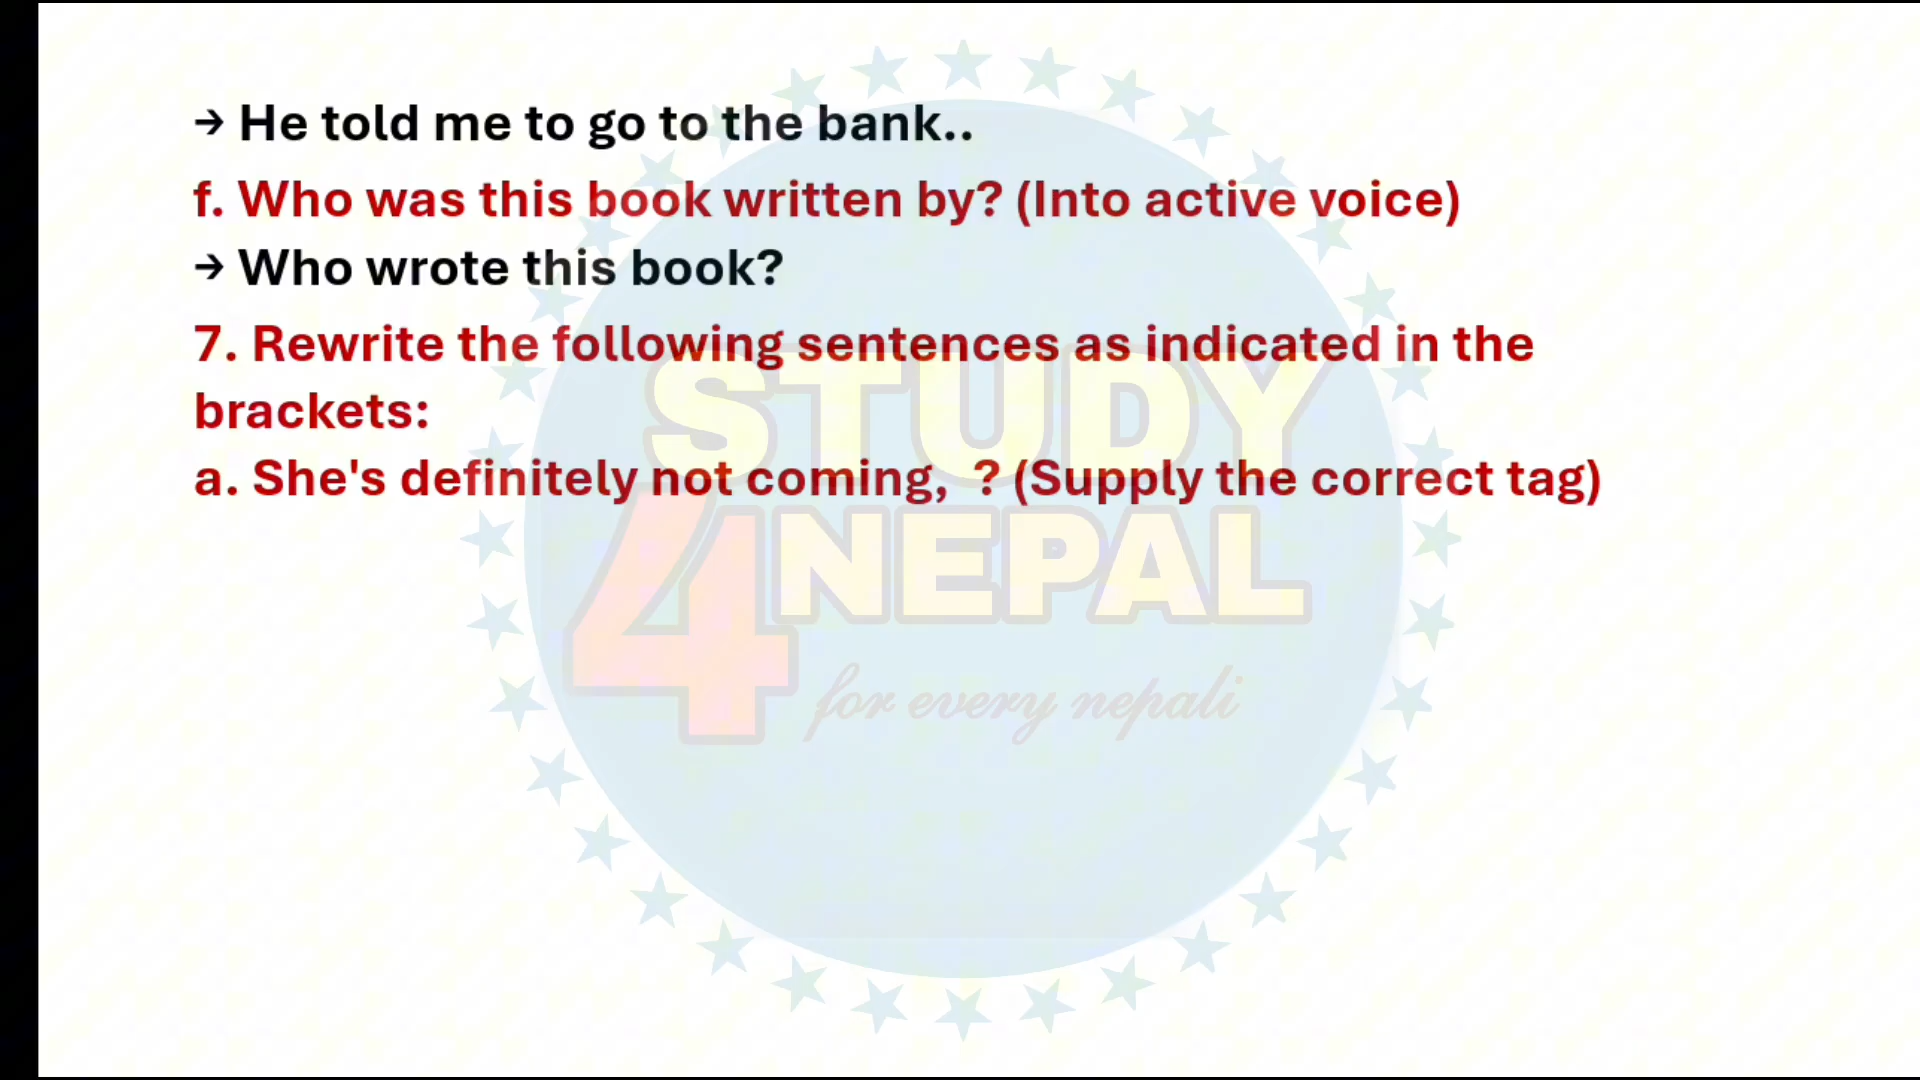 → He told me to go to the bank..
f. Who was this book written by? (Into active voice)
→ Who wrote this book?
7. Rewrite the following sentences as indicated in the
brackets:
a. She's definitely not coming,  ? (Supply the correct tag)
STUDY
4 NEPAL
for every nepali